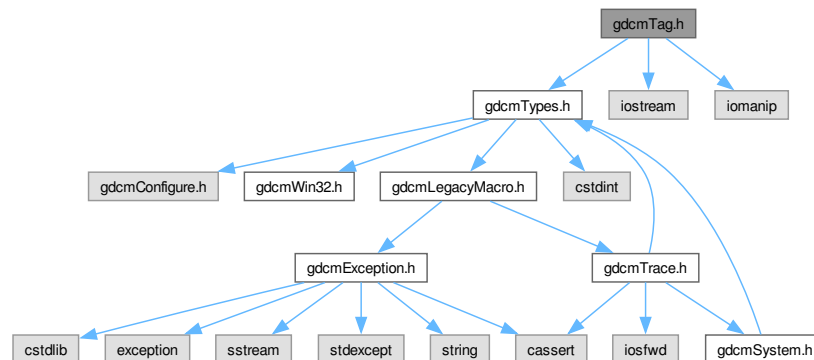 gdcmTag.h
gdcmTypes.h
iostream
iomanip
gdcmConfigure.h
gdcmWin32.h
gdcmLegacyMacro.h
cstdint
gdcmException.h
gdcmTrace.h
cstdlib
exception
sstream
stdexcept
string
cassert
iosfwd
gdcmSystem.h